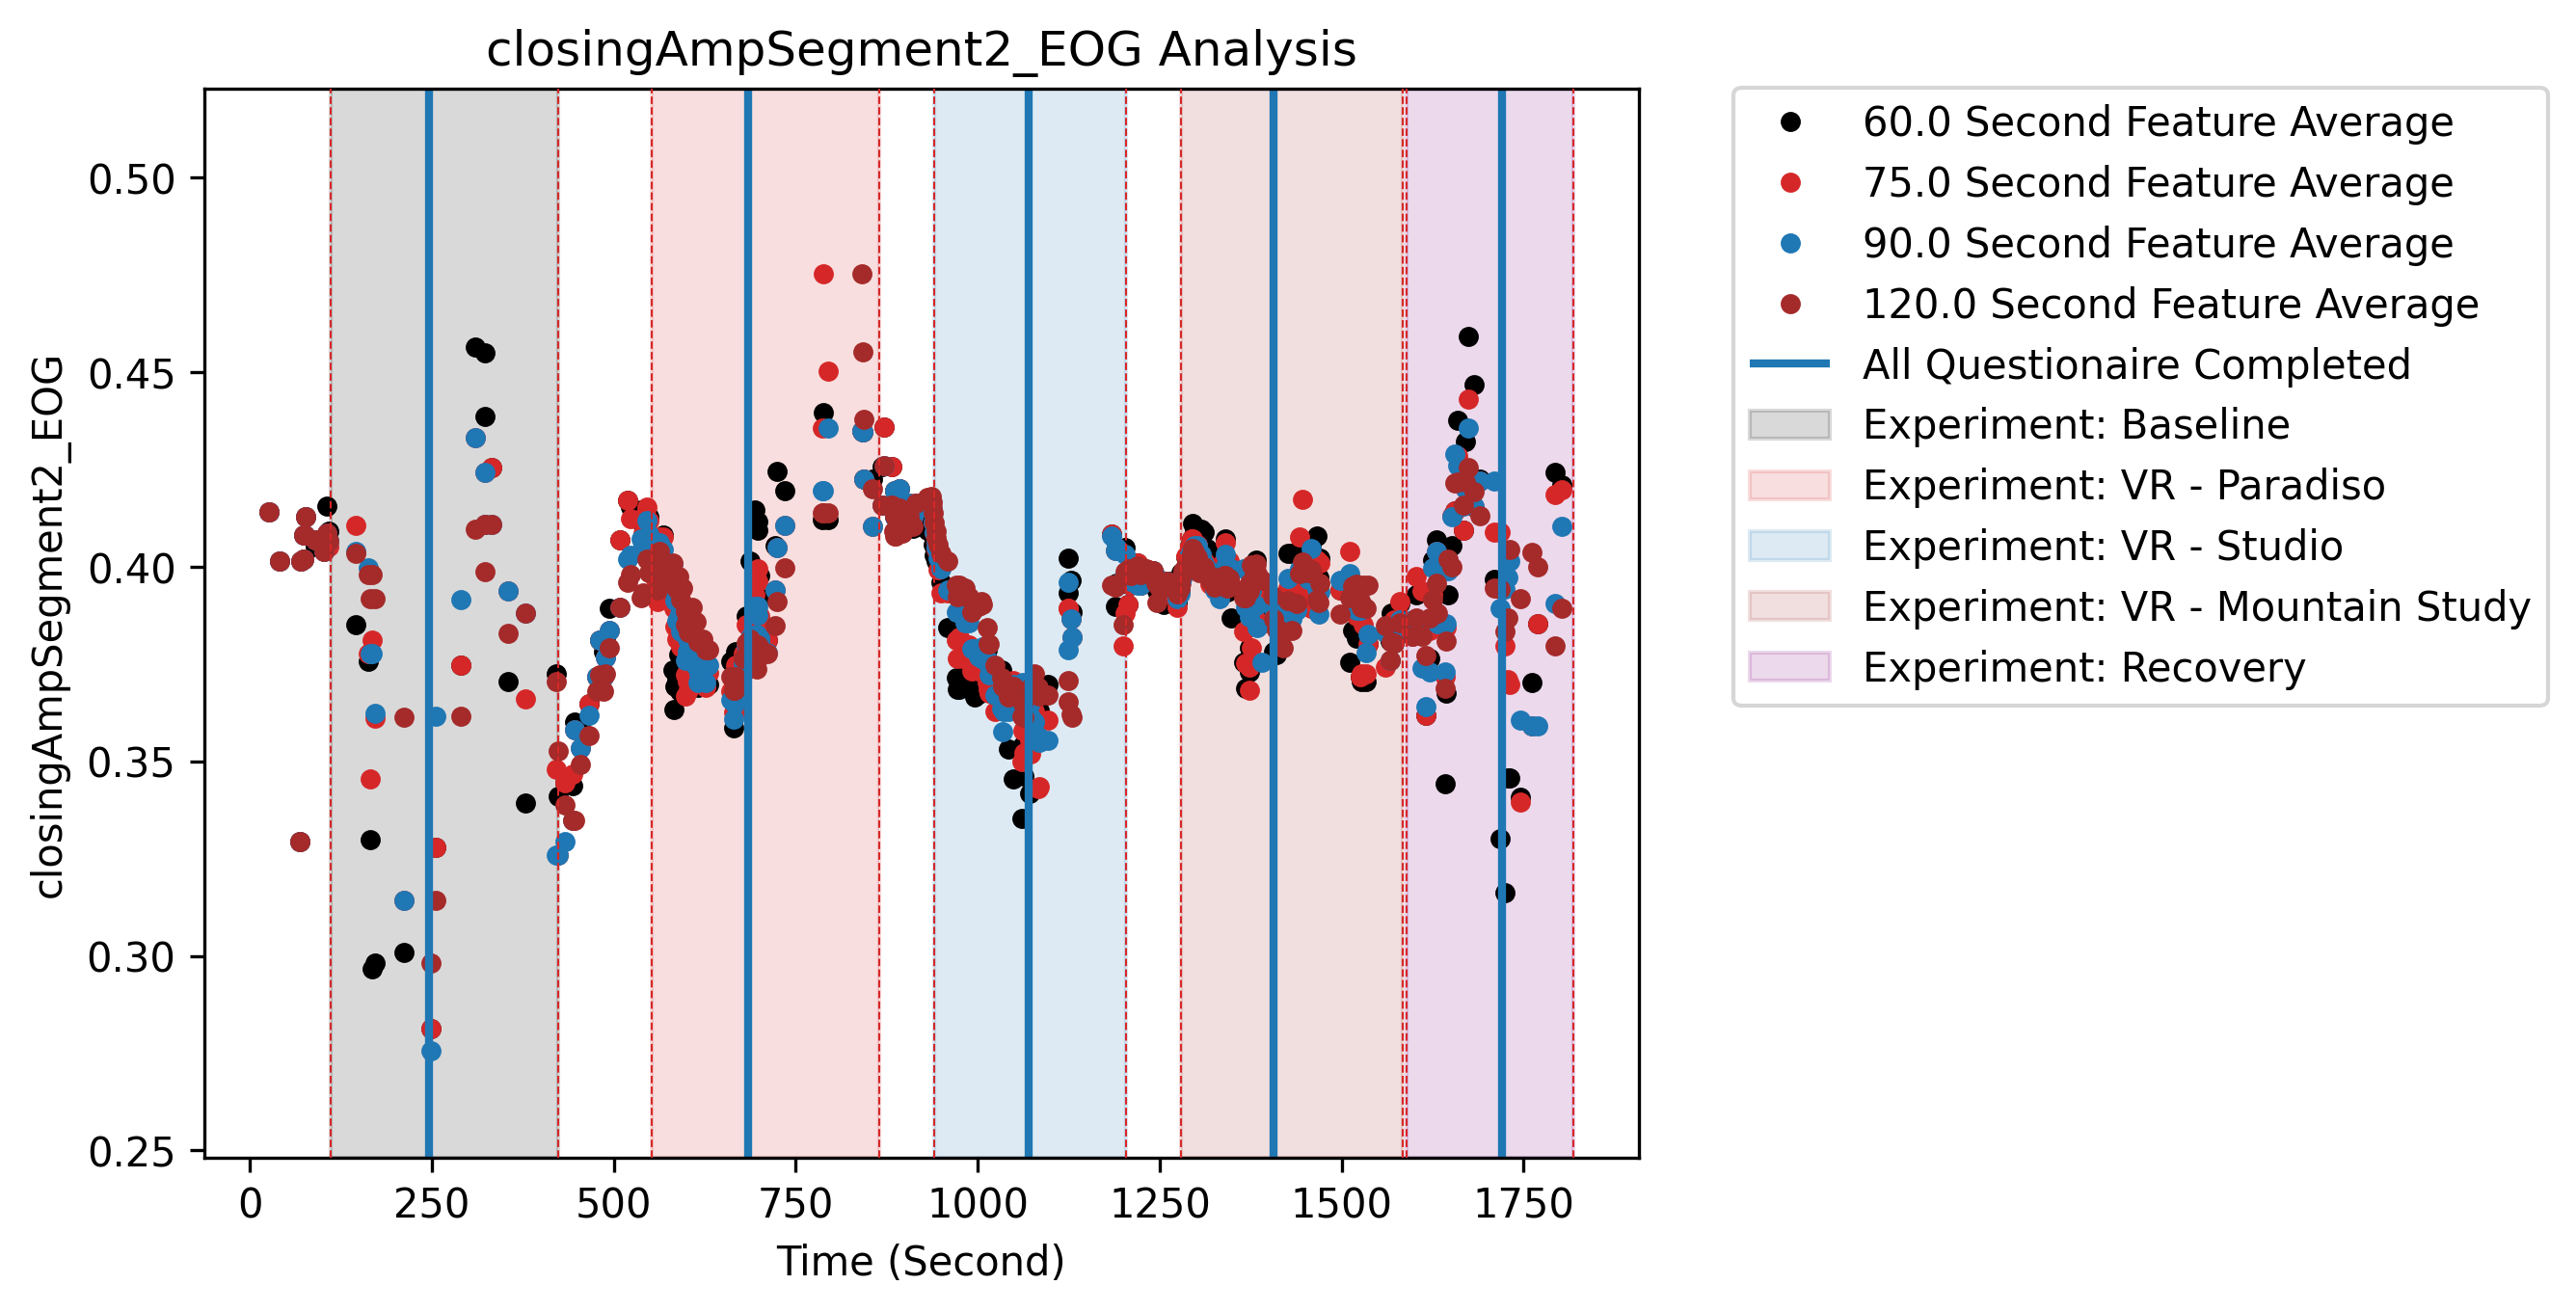 closingAmpSegment2_EOG Analysis
closingAmpSegment2_EOG
0.50
0.45
0.40
0.35
0.30
0.25
0
250
500
750
1000
1250
1500
1750
Time (Second)
60.0 Second Feature Average
75.0 Second Feature Average
90.0 Second Feature Average
120.0 Second Feature Average
All Questionaire Completed
Experiment: Baseline
Experiment: VR - Paradiso
Experiment: VR - Studio
Experiment: VR - Mountain Study
Experiment: Recovery